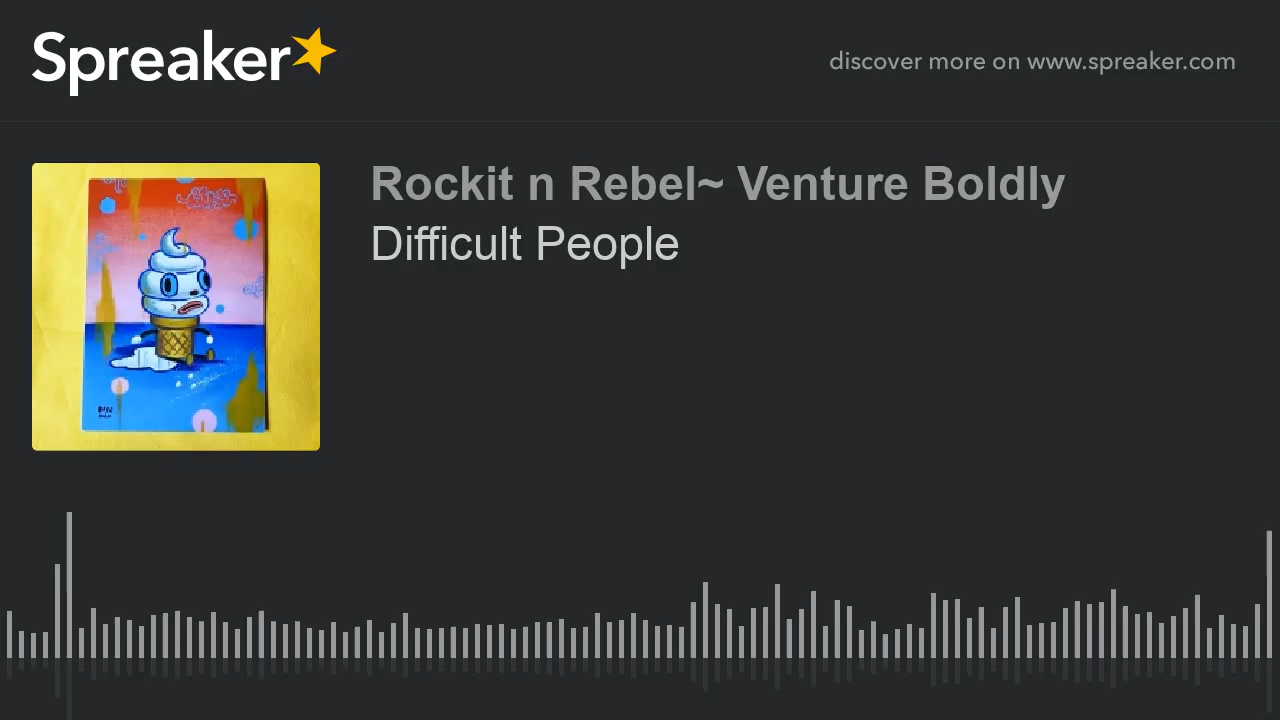 Spreaker
discover more on www.spreaker.com
Rockit n Rebel~ Venture Boldly
Difficult People